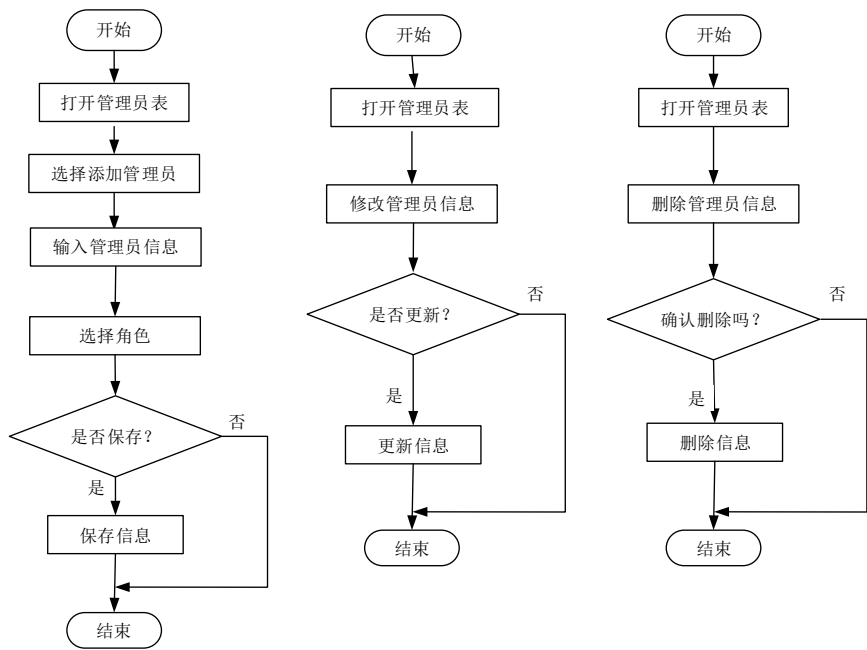 开始
打开管理员表
选择添加管理员
输入管理员信息
选择角色
是否保存？
否
是
保存信息
结束
开始
打开管理员表
修改管理员信息
是否更新？
否
是
更新信息
结束
开始
打开管理员表
删除管理员信息
确认删除吗？
否
是
删除信息
结束